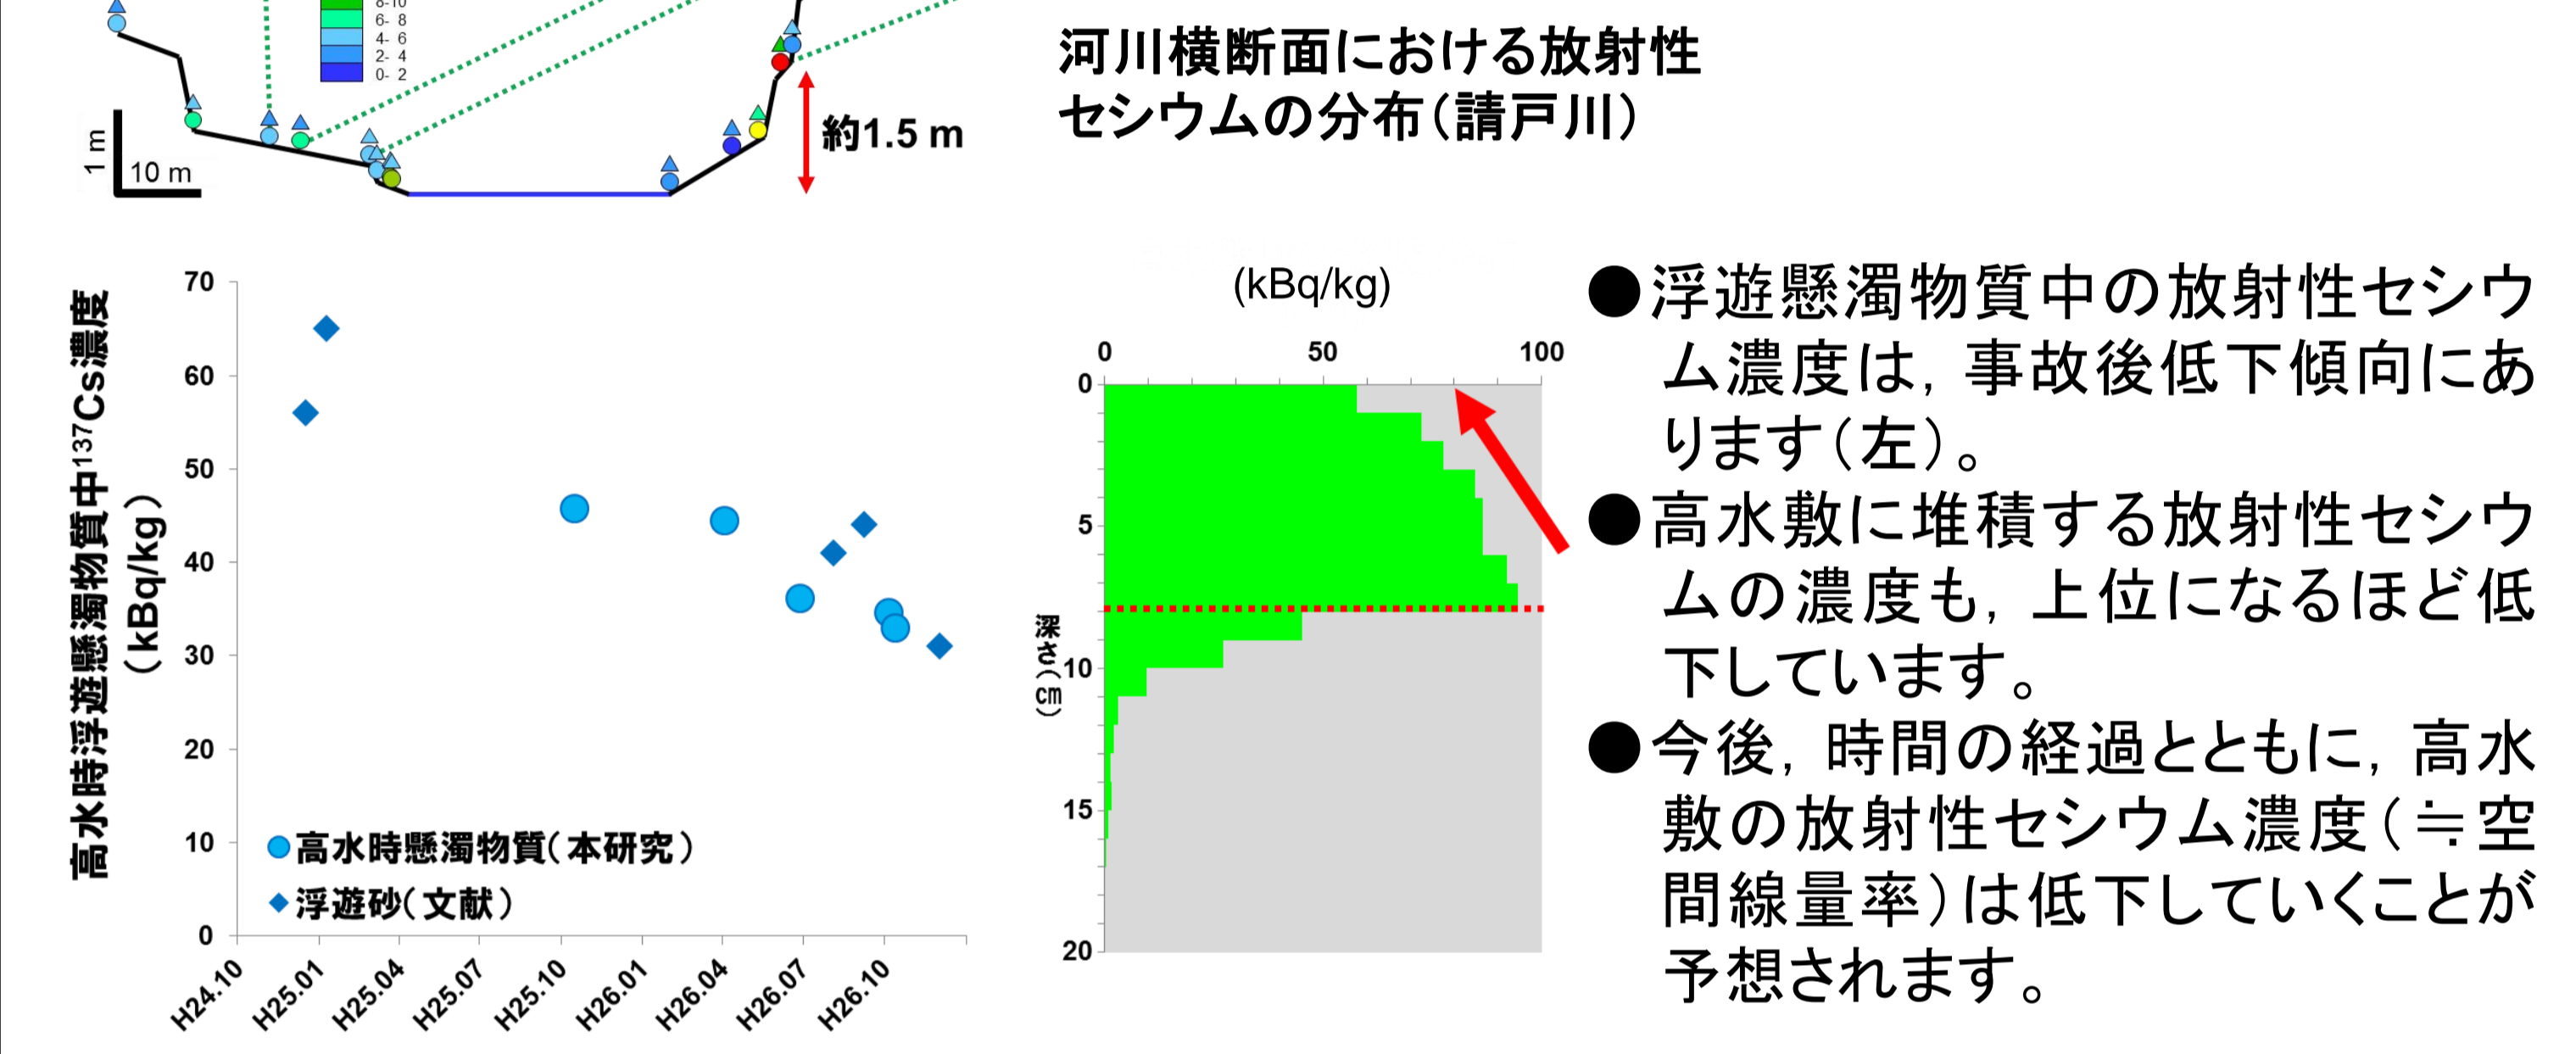 8-10
6- 8
4- 6
2- 4
0- 2
1 m
10 m
約1.5 m
河川横断面における放射性
セシウムの分布（請戸川）
高水時浮遊懸濁物質中¹³⁷Cs濃度
（kBq/kg）
70
60
50
40
30
20
10
0
高水時懸濁物質（本研究）
浮遊砂（文献）
H24.10
H25.01
H25.04
H25.07
H25.10
H26.01
H26.04
H26.07
H26.10
(kBq/kg)
0
50
100
0
5
10
15
20
深さ（㎝）
●浮遊懸濁物質中の放射性セシウ
ム濃度は，事故後低下傾向にあ
ります（左）。
●高水敷に堆積する放射性セシウ
ムの濃度も，上位になるほど低
下しています。
●今後，時間の経過とともに，高水
敷の放射性セシウム濃度（≒空
間線量率）は低下していくことが
予想されます。